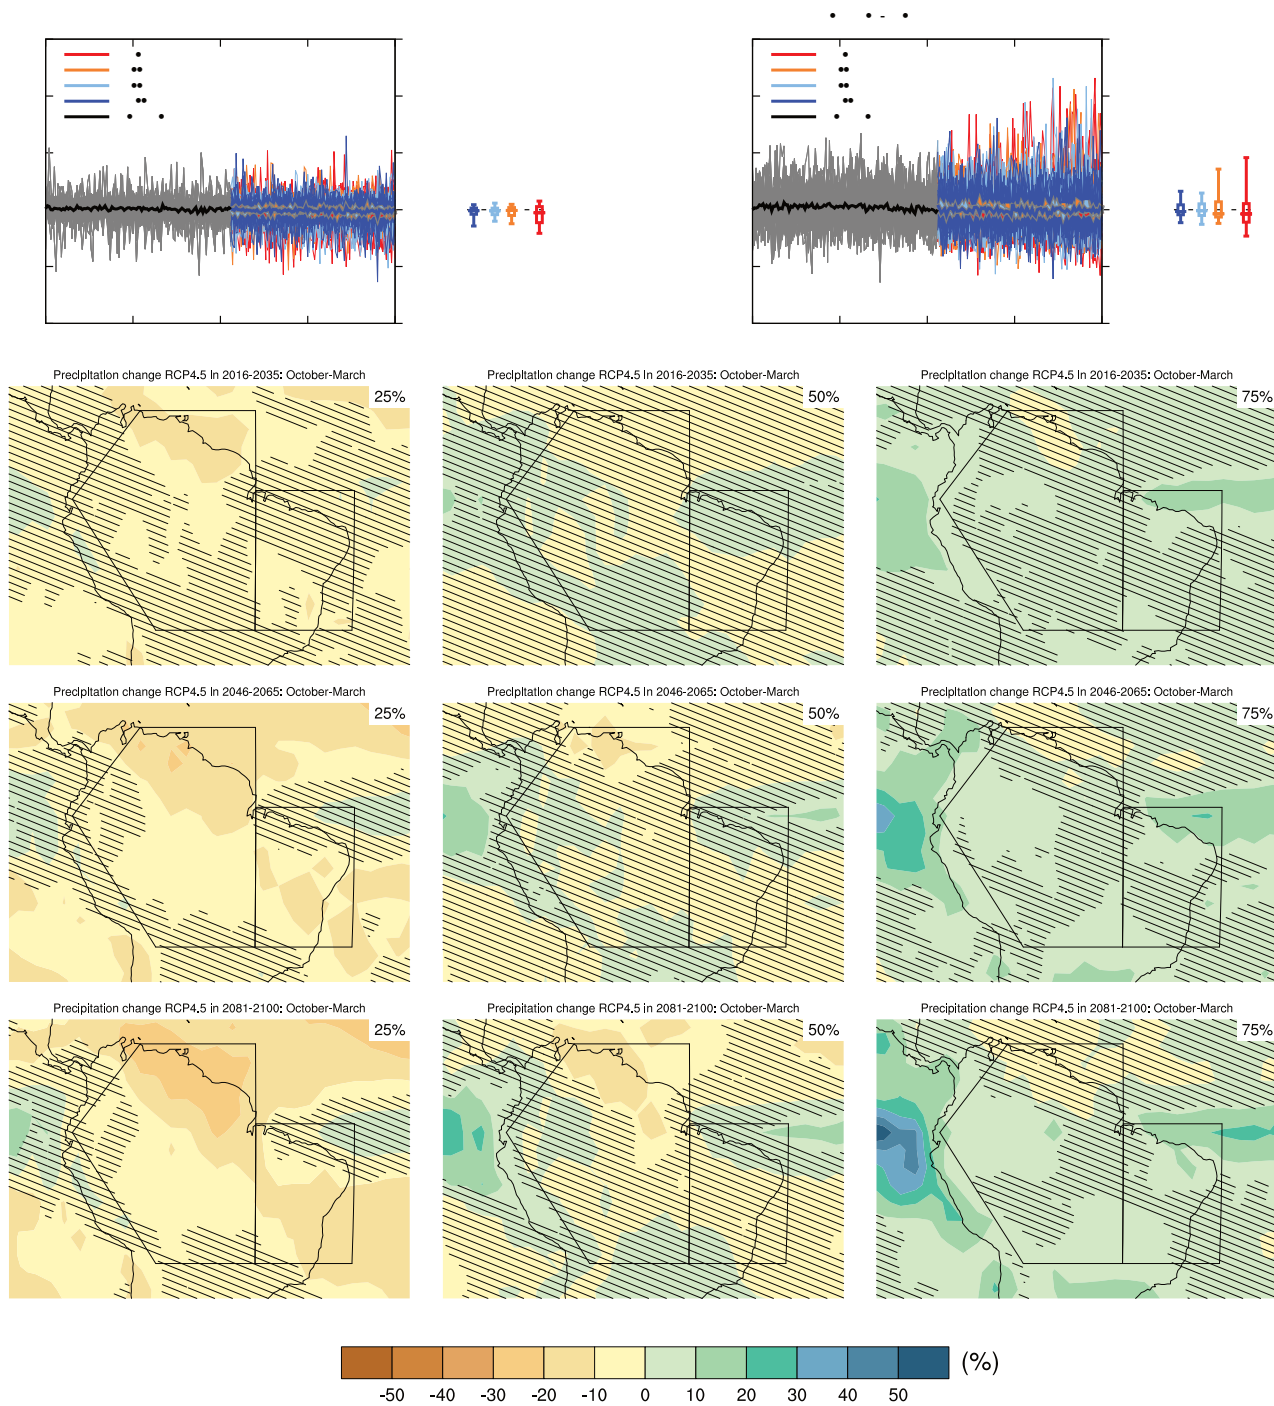 Precipitation change RCP4.5 in 2016-2035: October-March
25%
Precipitation change RCP4.5 in 2016-2035: October-March
50%
Precipitation change RCP4.5 in 2016-2035: October-March
75%
Precipitation change RCP4.5 in 2046-2065: October-March
25%
Precipitation change RCP4.5 in 2046-2065: October-March
50%
Precipitation change RCP4.5 in 2046-2065: October-March
75%
Precipitation change RCP4.5 in 2081-2100: October-March
25%
Precipitation change RCP4.5 in 2081-2100: October-March
50%
Precipitation change RCP4.5 in 2081-2100: October-March
75%
(%)
-50 -40 -30 -20 -10 0 10 20 30 40 50